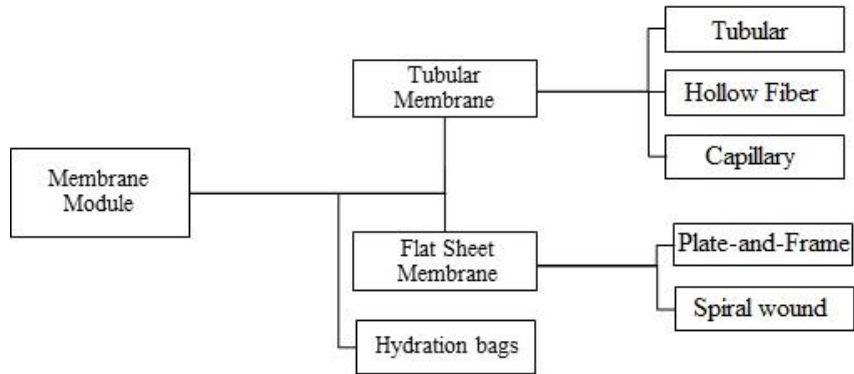 Membrane
Module
Tubular
Membrane
Tubular
Hollow Fiber
Capillary
Flat Sheet
Membrane
Plate-and-Frame
Spiral wound
Hydration bags